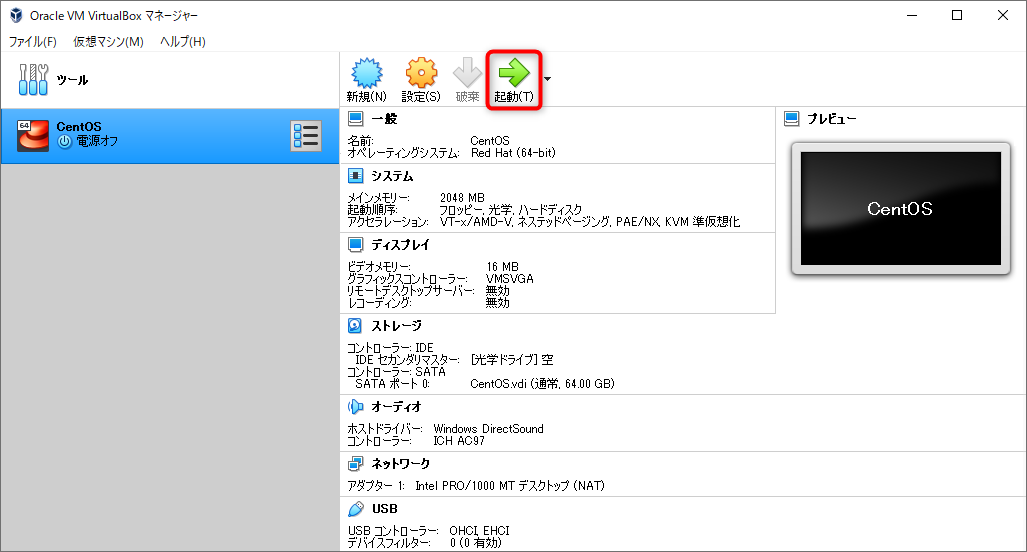 Oracle VM VirtualBox マネージャー
ファイル(F) 仮想マシン(M) ヘルプ(H)
ツール
新規(N) 設定(S) 破棄 起動(T)
64
CentOS
電源オフ
一般
名前: CentOS
オペレーティングシステム: Red Hat (64-bit)
システム
メインメモリー: 2048 MB
起動順序: フロッピー, 光学, ハードディスク
アクセラレーション: VT-x/AMD-V, ネステッドページング, PAE/NX, KVM 準仮想化
ディスプレイ
ビデオメモリー: 16 MB
グラフィックスコントローラー: VMSVGA
リモートデスクトップサーバー: 無効
レコーディング: 無効
ストレージ
コントローラー: IDE
IDE セカンダリマスター: [光学ドライブ] 空
コントローラー: SATA
SATA ポート 0: CentOS.vdi (通常, 64.00 GB)
オーディオ
ホストドライバー: Windows DirectSound
コントローラー: ICH AC97
ネットワーク
アダプター 1: Intel PRO/1000 MT デスクトップ (NAT)
USB
USB コントローラー: OHCI, EHCI
デバイスフィルター: 0 (0 有効)
プレビュー
CentOS